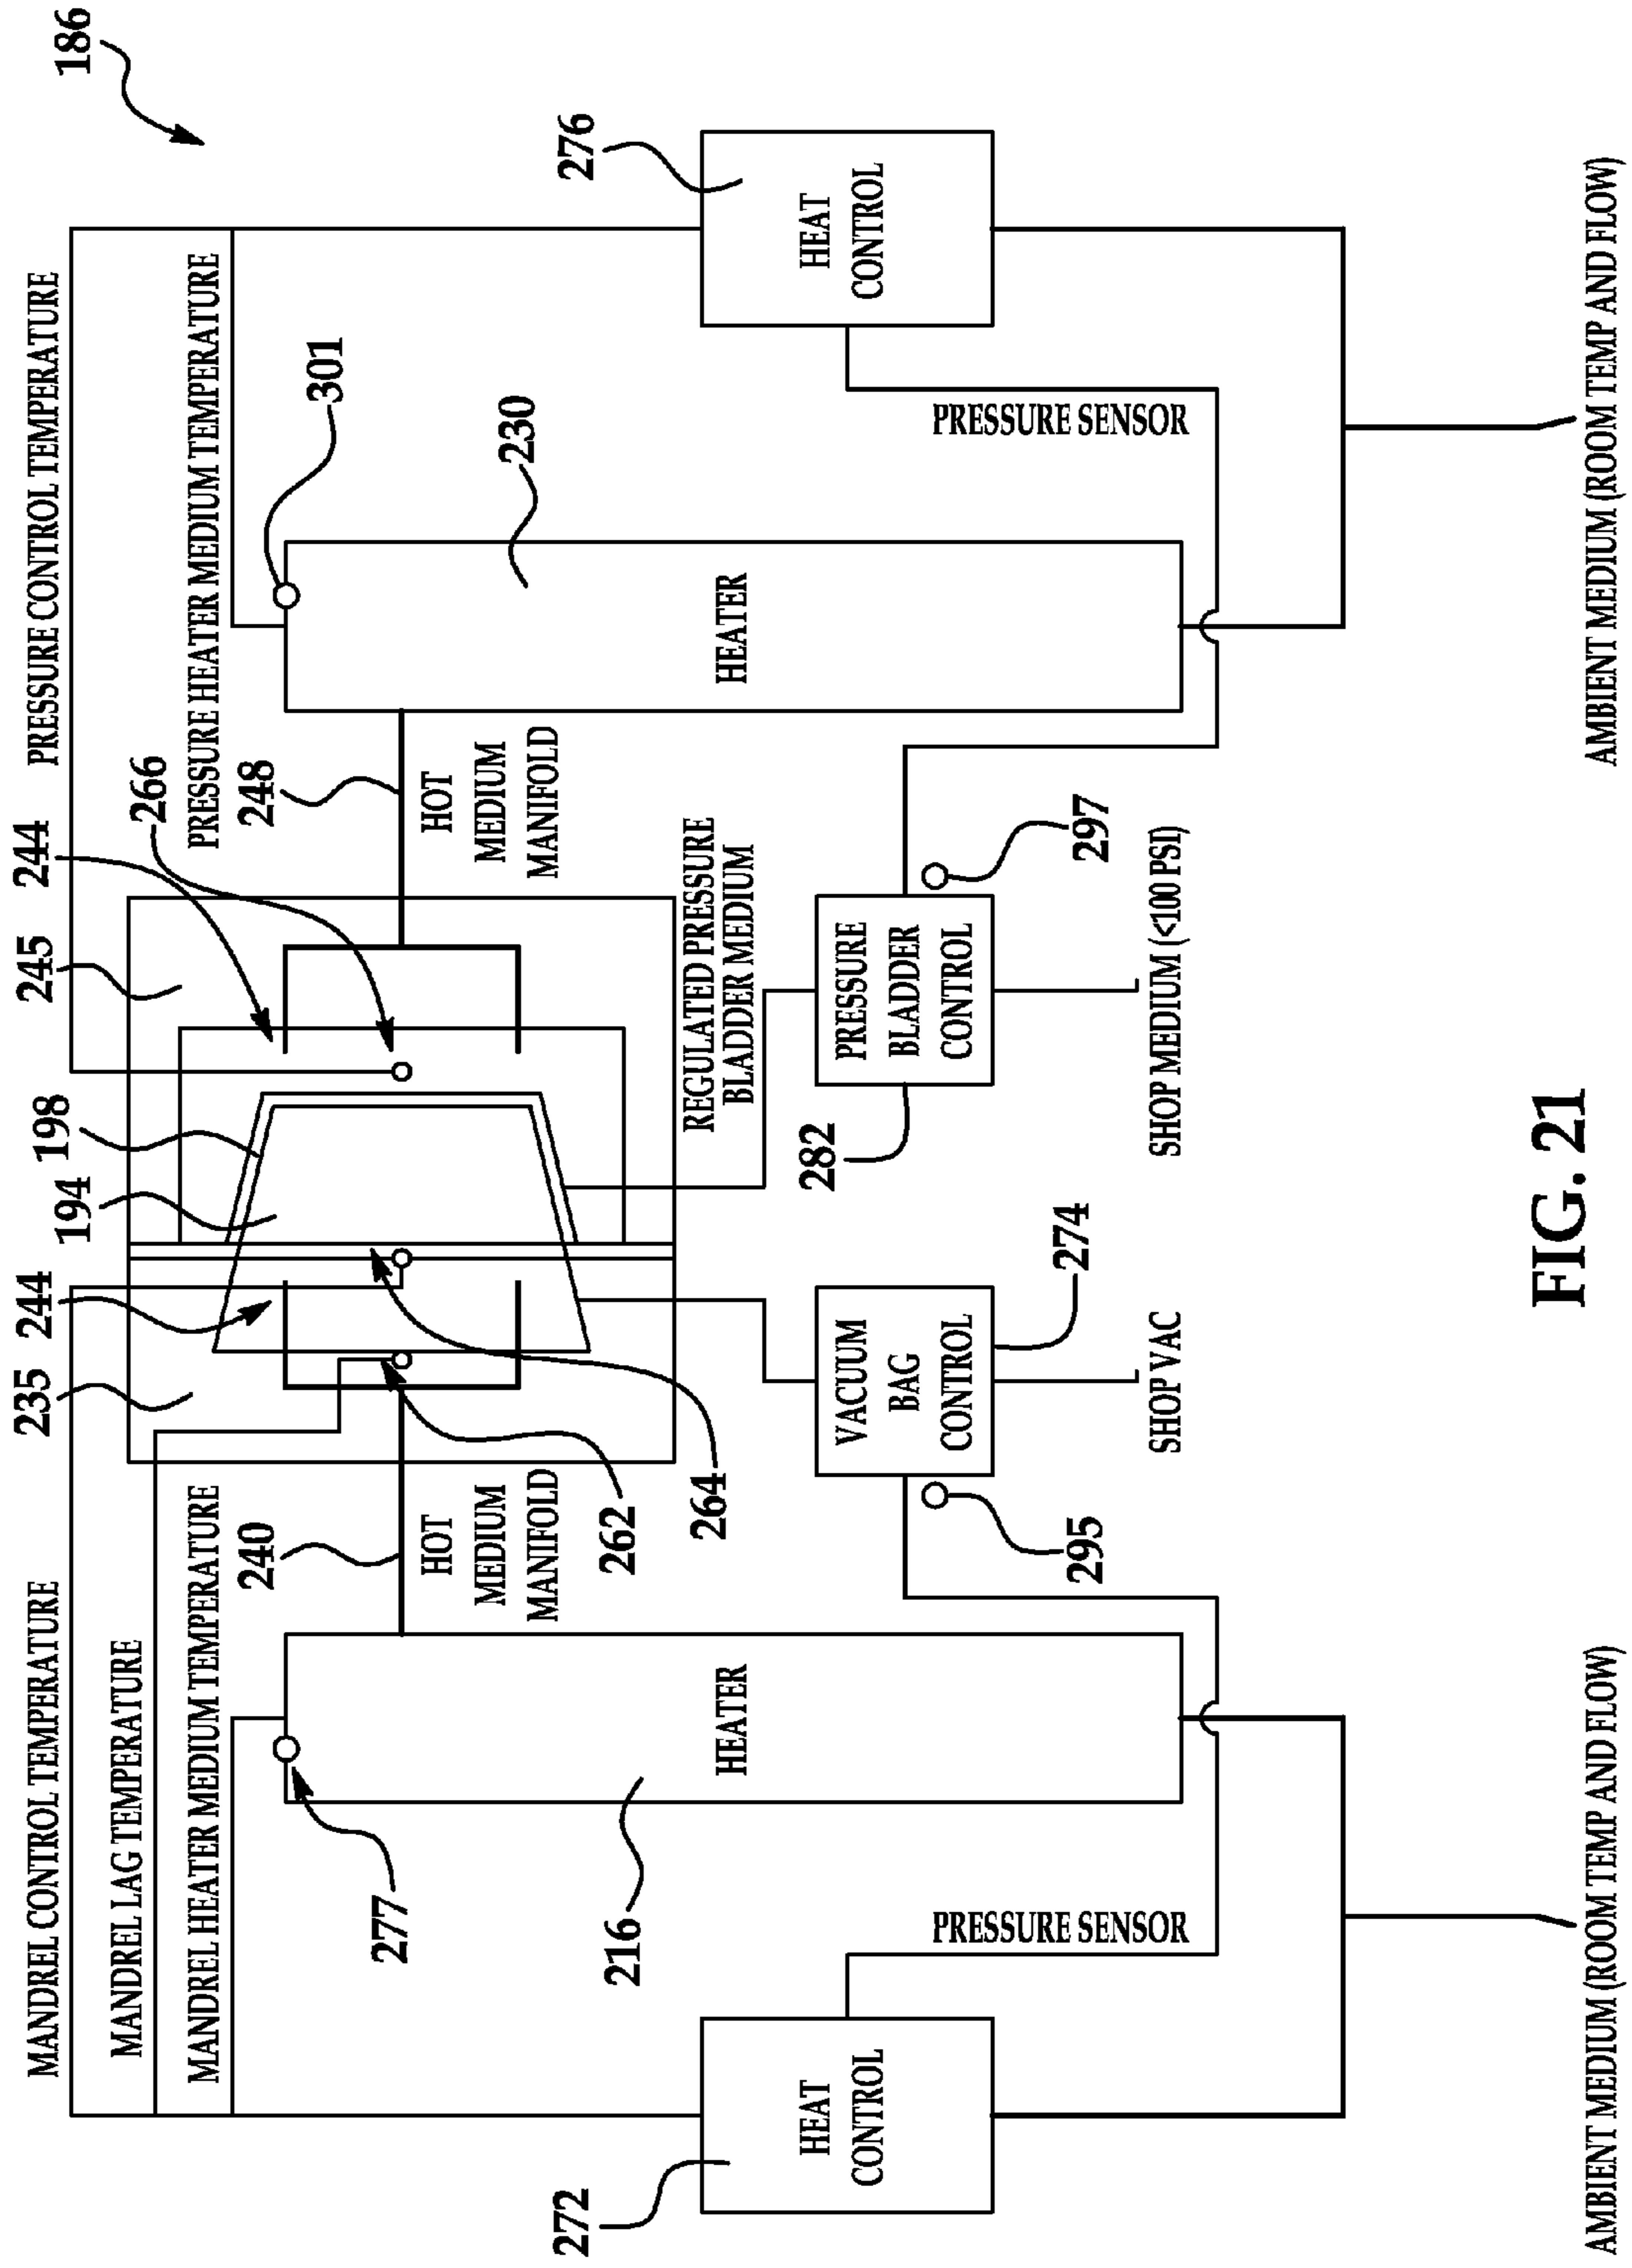 186
PRESSURE CONTROL TEMPERATURE
PRESSURE HEATER MEDIUM TEMPERATURE
MANDREL CONTROL TEMPERATURE
MANDREL LAG TEMPERATURE
MANDREL HEATER MEDIUM TEMPERATURE
235
244
194
198
245
244
266
240
HOT
MEDIUM
MANIFOLD
248
HOT
MEDIUM
MANIFOLD
262
264
277
216
HEATER
301
230
HEATER
REGULATED PRESSURE
BLADDER MEDIUM
272
HEAT
CONTROL
PRESSURE SENSOR
295
VACUUM
BAG
CONTROL
274
282
PRESSURE
BLADDER
CONTROL
297
PRESSURE SENSOR
276
HEAT
CONTROL
SHOP VAC
SHOP MEDIUM (<100 PSI)
AMBIENT MEDIUM (ROOM TEMP AND FLOW)
AMBIENT MEDIUM (ROOM TEMP AND FLOW)
FIG. 21